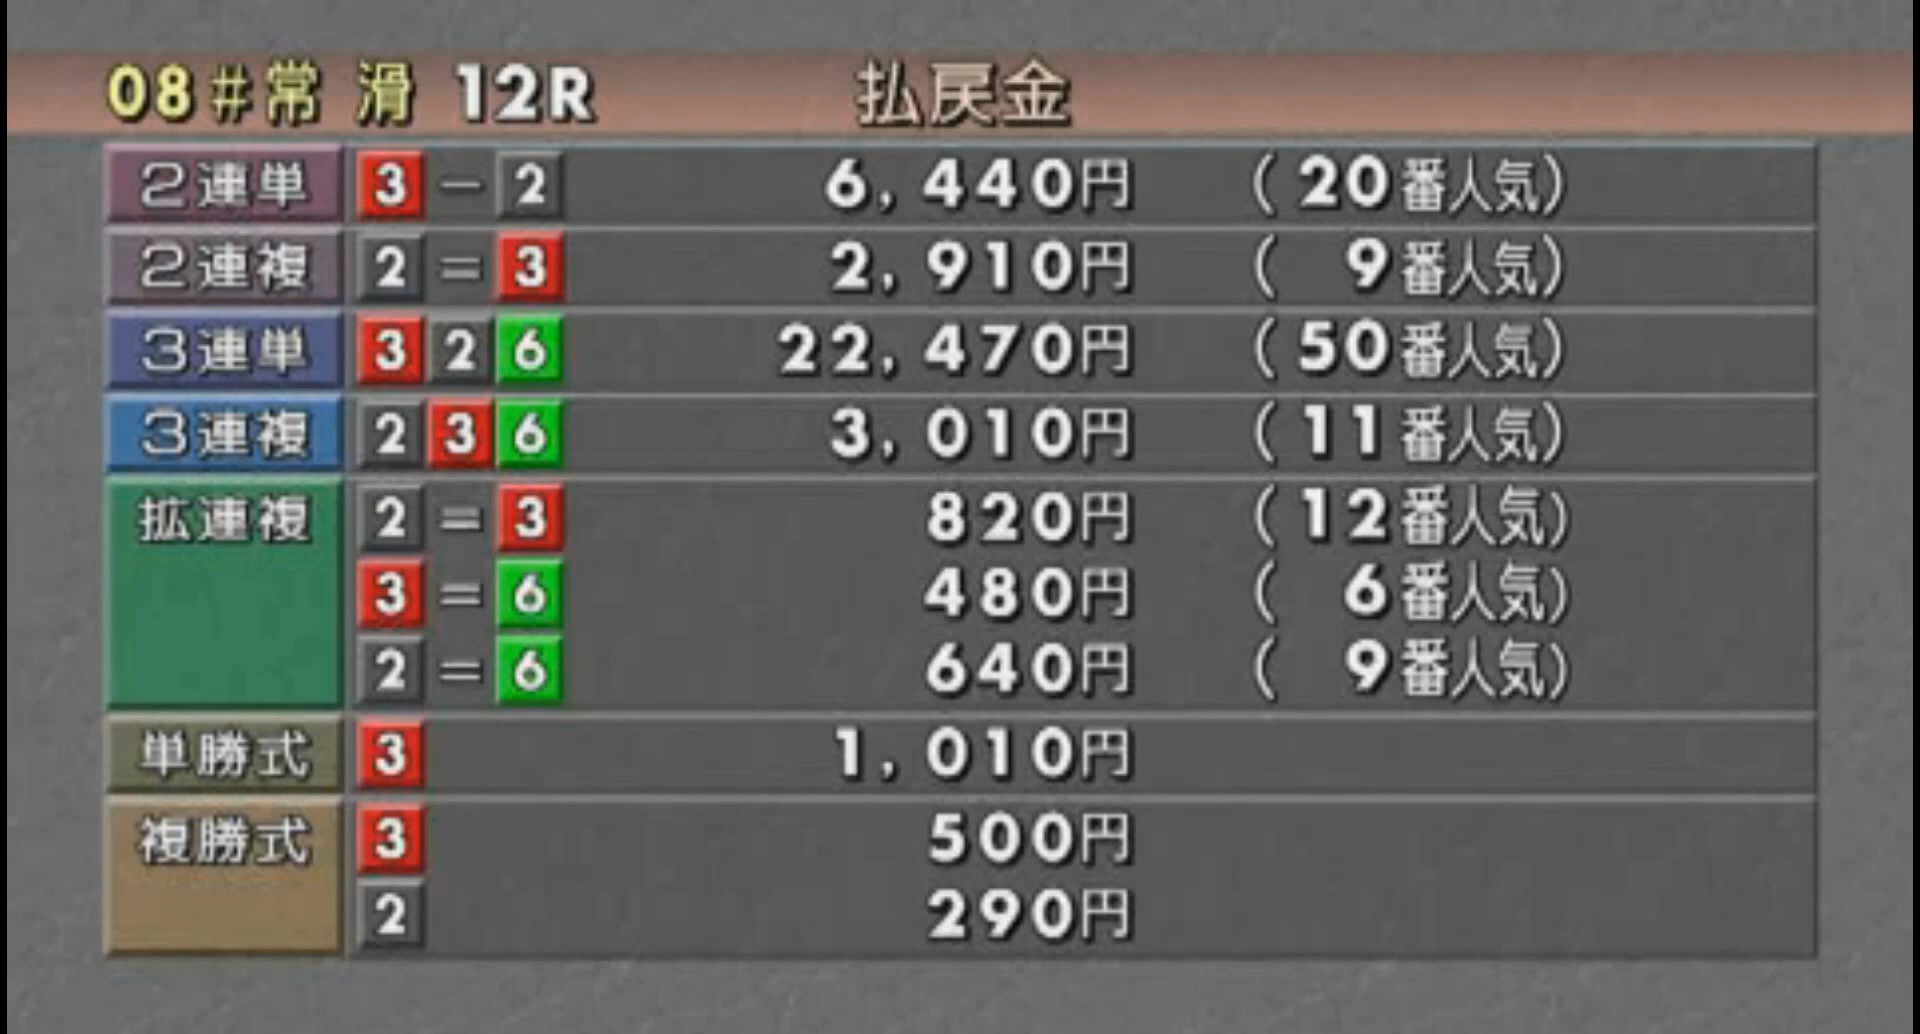 08#常 滑 12R 払戻金
2連単 3 - 2 6,440円 (20番人気)
2連複 2 = 3 2,910円 ( 9番人気)
3連単 3 2 6 22,470円 (50番人気)
3連複 2 3 6 3,010円 (11番人気)
拡連複 2 = 3 820円 (12番人気)
3 = 6 480円 ( 6番人気)
2 = 6 640円 ( 9番人気)
単勝式 3 1,010円
複勝式 3 500円
2 290円